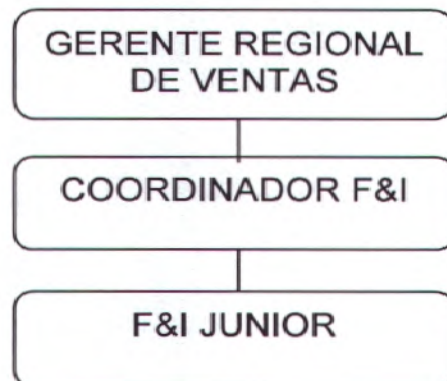 GERENTE REGIONAL
DE VENTAS
COORDINADOR F&I
F&I JUNIOR